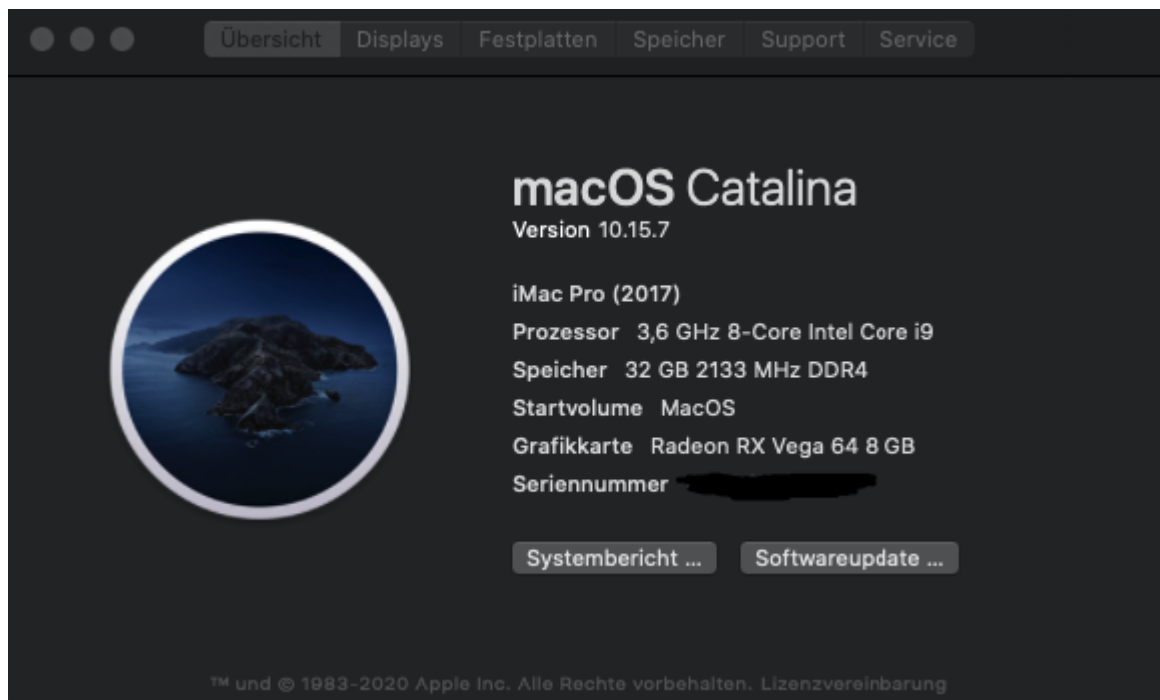 Übersicht Displays Festplatten Speicher Support Service
macOS Catalina
Version 10.15.7
iMac Pro (2017)
Prozessor 3,6 GHz 8-Core Intel Core i9
Speicher 32 GB 2133 MHz DDR4
Startvolume MacOS
Grafikkarte Radeon RX Vega 64 8 GB
Seriennummer
Systembericht ... Softwareupdate ...
™ und © 1983-2020 Apple Inc. Alle Rechte vorbehalten. Lizenzvereinbarung